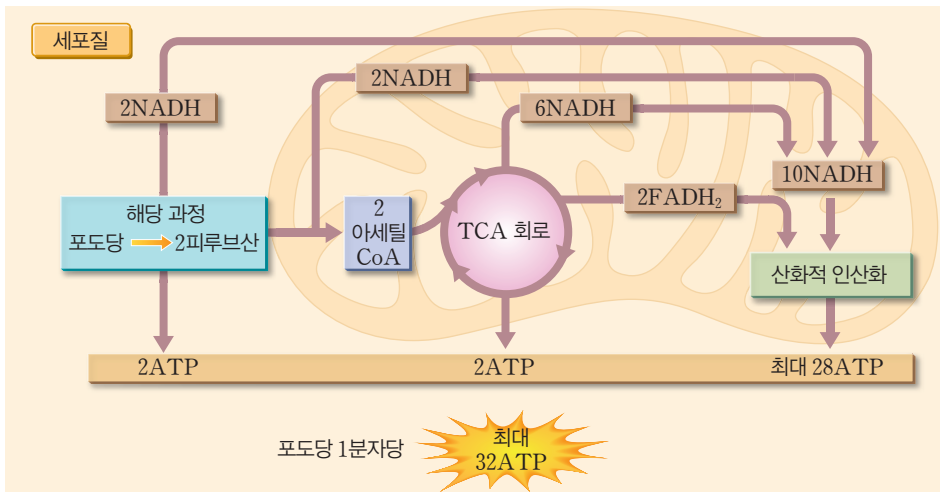 세포질
2NADH
2NADH
6NADH
10NADH
2FADH₂
해당 과정
포도당 → 2피루브산
2
아세틸
CoA
TCA 회로
산화적 인산화
2ATP
2ATP
최대 28ATP
포도당 1분자당
최대
32ATP